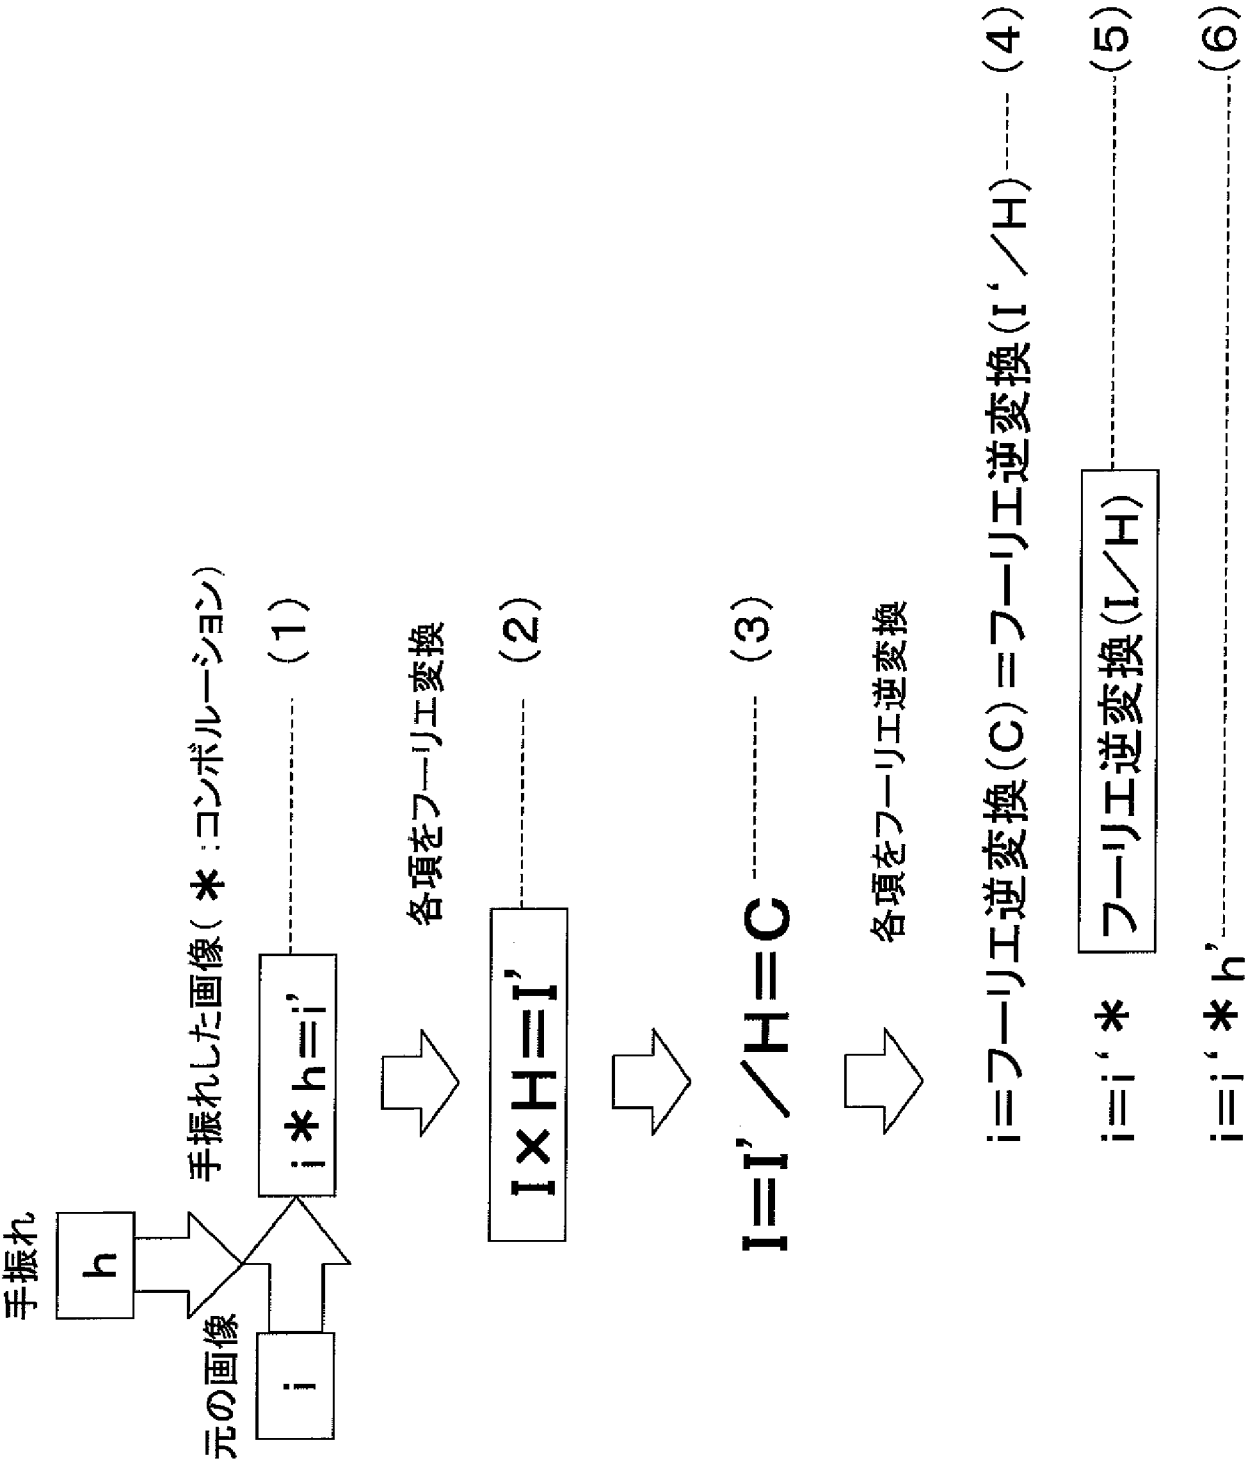 手振れ
h
元の画像
i
手振れした画像(＊:コンボルーション)
i＊h=i' (1)
各項をフーリエ変換
I×H=I' (2)
I=I'／H=C (3)
各項をフーリエ逆変換
i=フーリエ逆変換(C)=フーリエ逆変換(I‘／H) (4)
i=i‘＊ フーリエ逆変換(I／H) (5)
i=i‘＊h’ (6)